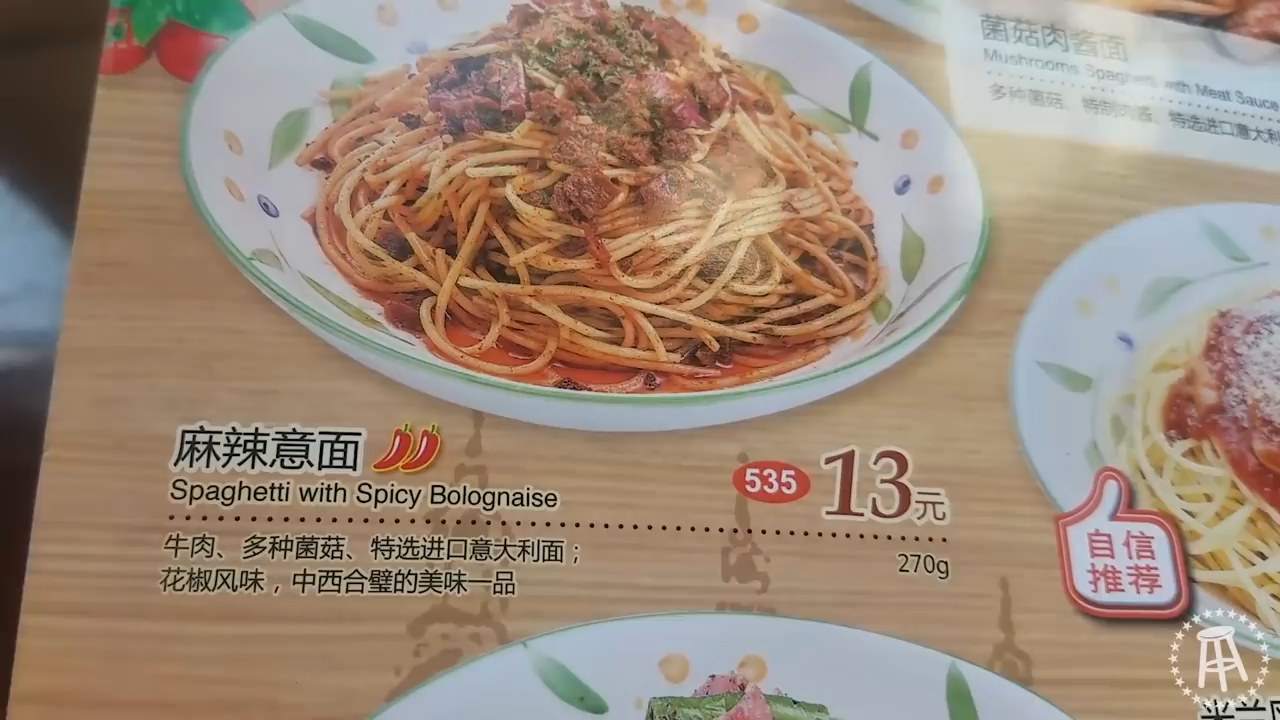 菌菇肉酱面
Mushrooms Spaghetti with Meat Sauce
多种菌菇、特制肉酱、特选进口意大利
麻辣意面
Spaghetti with Spicy Bolognaise
535 13元
牛肉、多种菌菇、特选进口意大利面；
270g
花椒风味，中西合璧的美味一品
自信
推荐